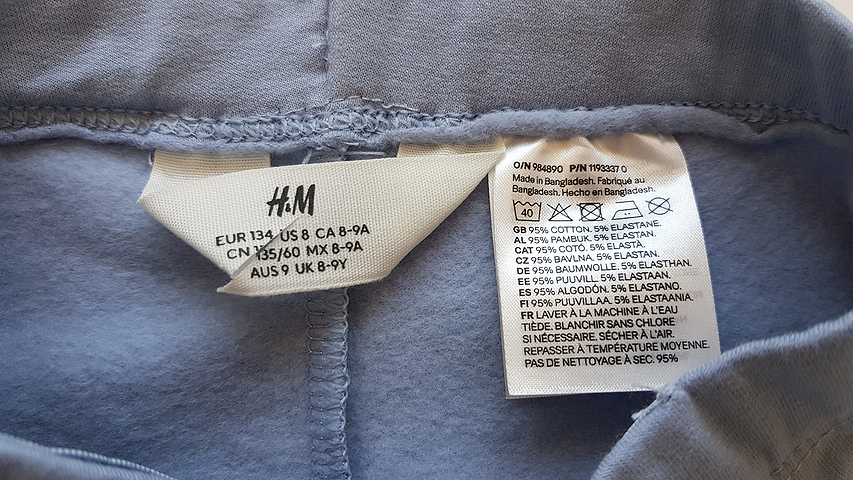 H&M
EUR 134 US 8 CA 8-9A
CN 135/60 MX 8-9A
AUS 9 UK 8-9Y
O/N 984890 P/N 1193337 0
Made in Bangladesh. Fabriqué au
Bangladesh. Hecho en Bangladesh.
40
GB 95% COTTON. 5% ELASTANE.
AL 95% PAMBUK. 5% ELASTAN.
CAT 95% COTÓ. 5% ELASTÀ.
CZ 95% BAVLNA. 5% ELASTAN.
DE 95% BAUMWOLLE. 5% ELASTHAN.
EE 95% PUUVILL. 5% ELASTAAN.
ES 95% ALGODÓN. 5% ELASTANO.
FI 95% PUUVILLAA. 5% ELASTAANIA.
FR LAVER À LA MACHINE À L'EAU
TIÈDE. BLANCHIR SANS CHLORE
SI NÉCESSAIRE. SÉCHER À L'AIR.
REPASSER À TEMPÉRATURE MOYENNE.
PAS DE NETTOYAGE À SEC. 95%